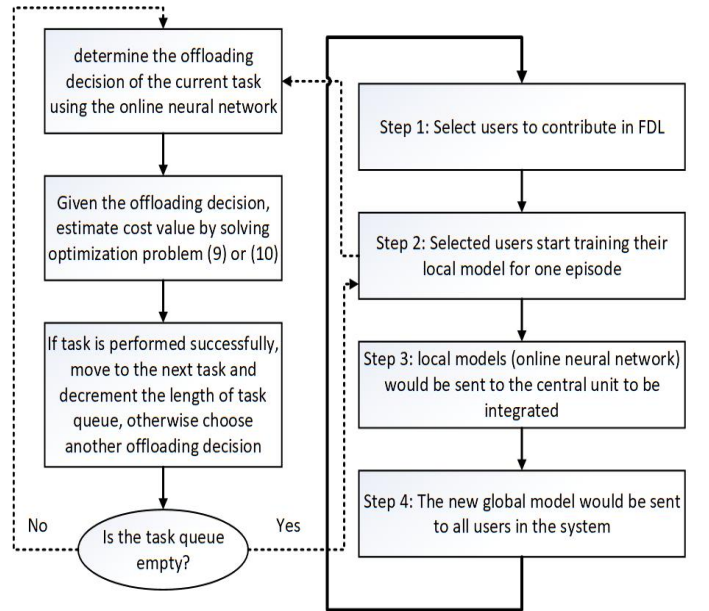 determine the offloading
decision of the current task
using the online neural network
Given the offloading decision,
estimate cost value by solving
optimization problem (9) or (10)
If task is performed successfully,
move to the next task and
decrement the length of task
queue, otherwise choose
another offloading decision
No
Is the task queue
empty?
Yes
Step 1: Select users to contribute in FDL
Step 2: Selected users start training their
local model for one episode
Step 3: local models (online neural network)
would be sent to the central unit to be
integrated
Step 4: The new global model would be sent
to all users in the system